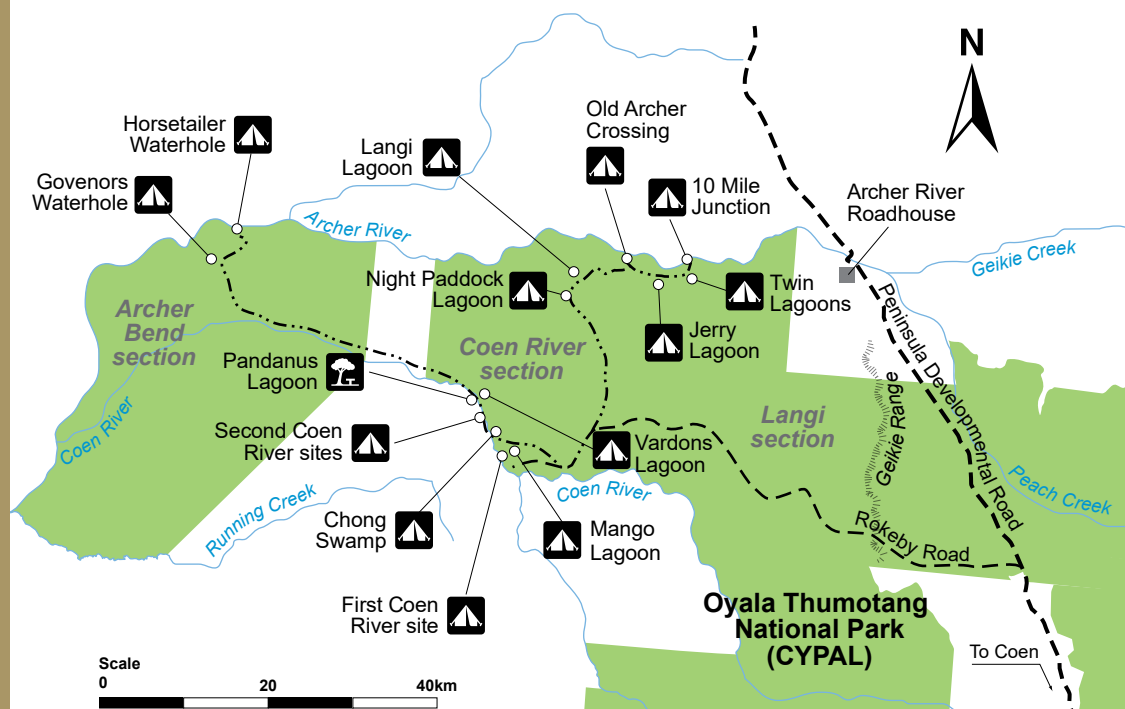 N
Old Archer
Crossing
Horsetailer
Waterhole
Langi
Lagoon
Govenors
Waterhole
10 Mile
Junction
Archer River
Roadhouse
Archer River
Geikie Creek
Night Paddock
Lagoon
Twin
Lagoons
Archer
Bend
section
Coen River
section
Jerry
Lagoon
Peninsula Developmental Road
Pandanus
Lagoon
Geikie Range
Langi
section
Coen River
Second Coen
River sites
Vardons
Lagoon
Peach Creek
Running Creek
Coen River
Chong
Swamp
Mango
Lagoon
Rokeby Road
First Coen
River site
Oyala Thumotang
National Park
(CYPAL)
To Coen
Scale
0 20 40km